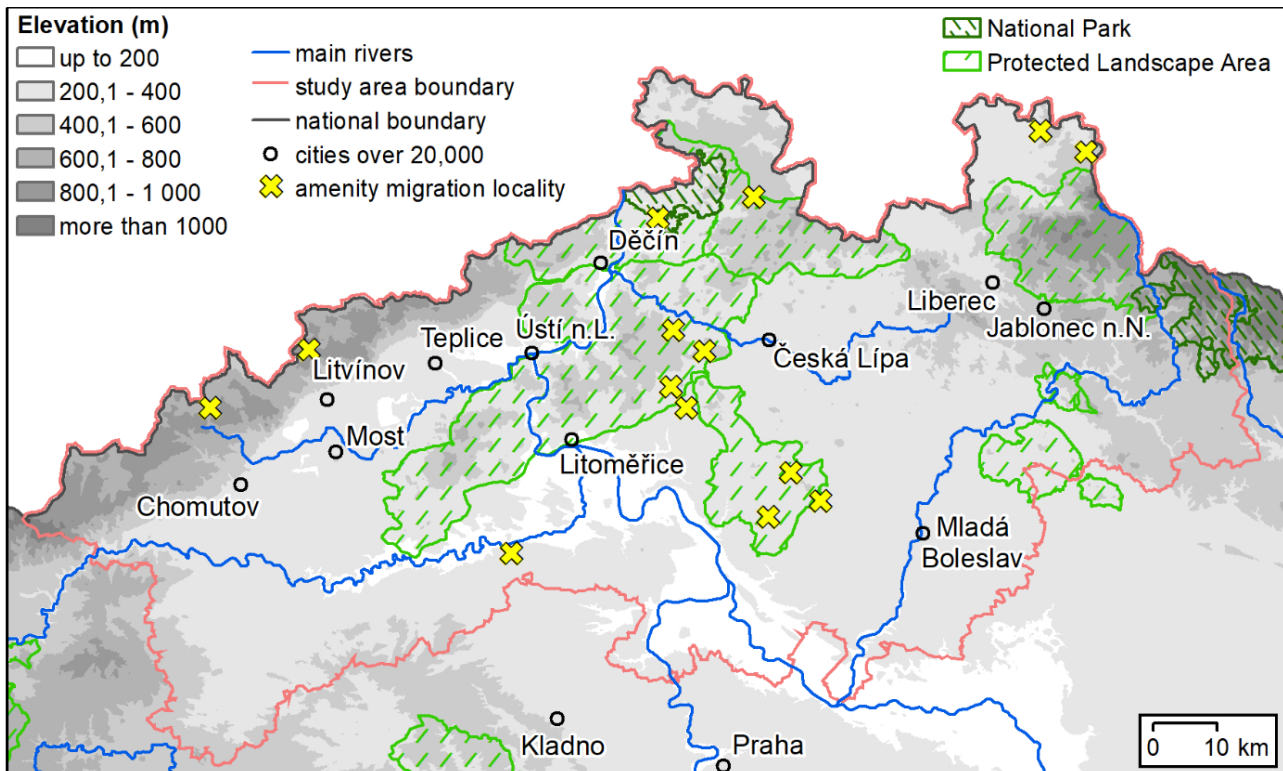 Elevation (m)
up to 200
200,1 - 400
400,1 - 600
600,1 - 800
800,1 - 1 000
more than 1000
main rivers
study area boundary
national boundary
cities over 20,000
amenity migration locality
National Park
Protected Landscape Area
Děčín
Liberec
Jablonec n.N.
Teplice
Ústí n.L.
Česká Lípa
Litvínov
Most
Litoměřice
Chomutov
Mladá
Boleslav
Kladno
Praha
0 10 km